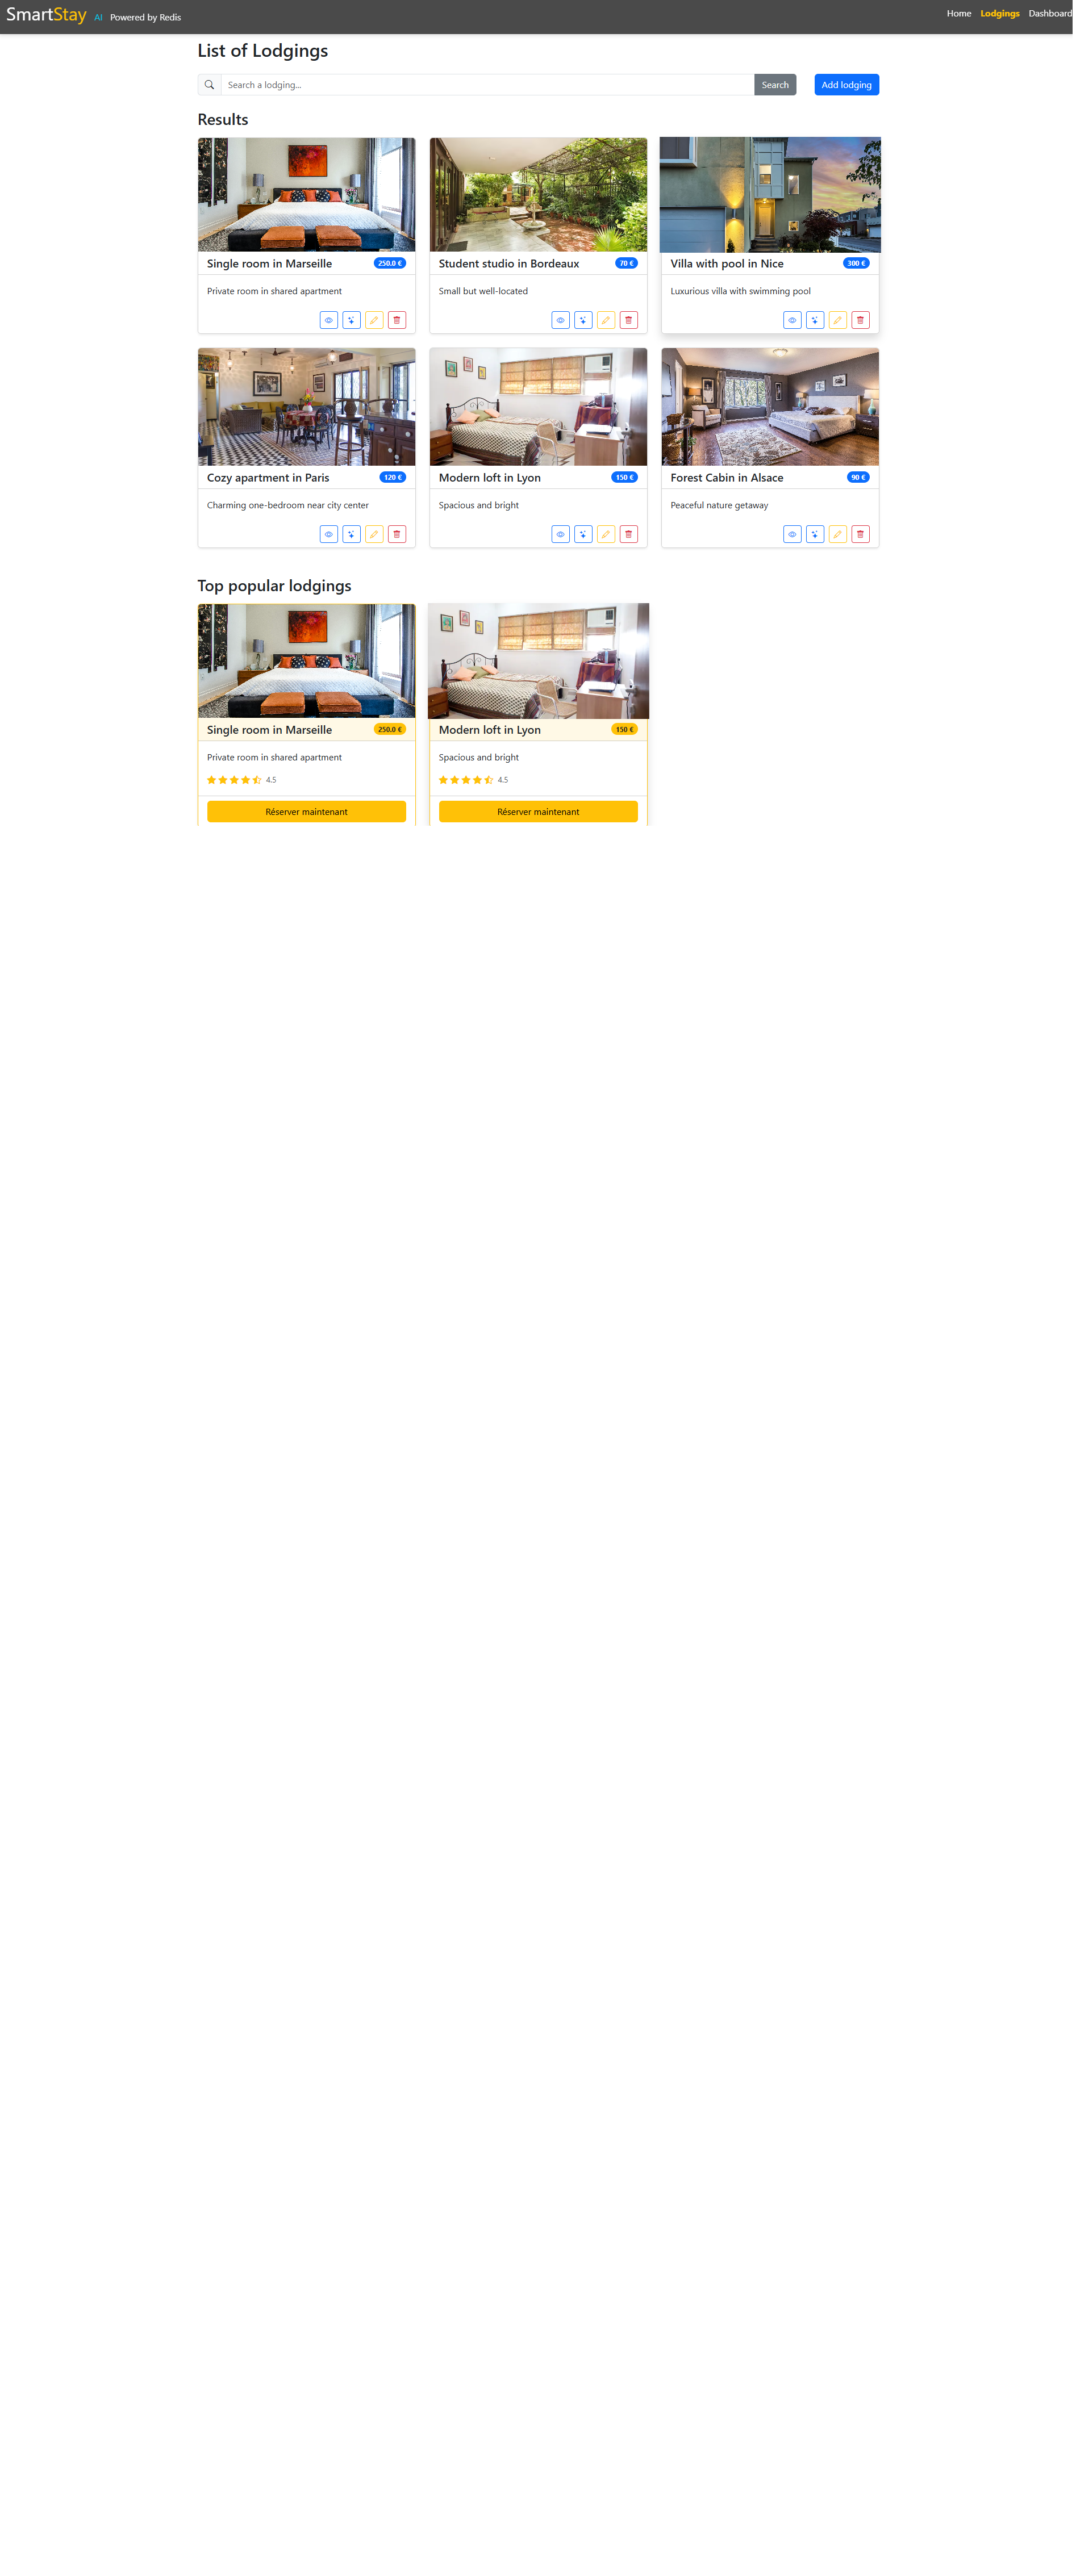 SmartStay AI Powered by Redis
Home Lodgings Dashboard
List of Lodgings
Search a lodging... Search Add lodging
Results
Single room in Marseille 250.0 €
Private room in shared apartment
Student studio in Bordeaux 70 €
Small but well-located
Villa with pool in Nice 300 €
Luxurious villa with swimming pool
Cozy apartment in Paris 120 €
Charming one-bedroom near city center
Modern loft in Lyon 150 €
Spacious and bright
Forest Cabin in Alsace 90 €
Peaceful nature getaway
Top popular lodgings
Single room in Marseille 250.0 €
Private room in shared apartment
4.5
Réserver maintenant
Modern loft in Lyon 150 €
Spacious and bright
4.5
Réserver maintenant